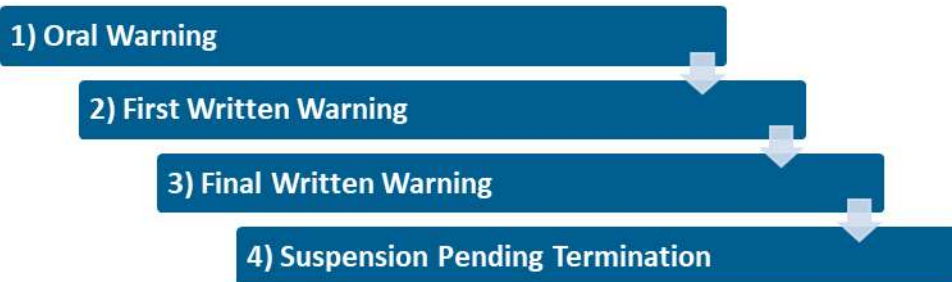 1) Oral Warning
2) First Written Warning
3) Final Written Warning
4) Suspension Pending Termination